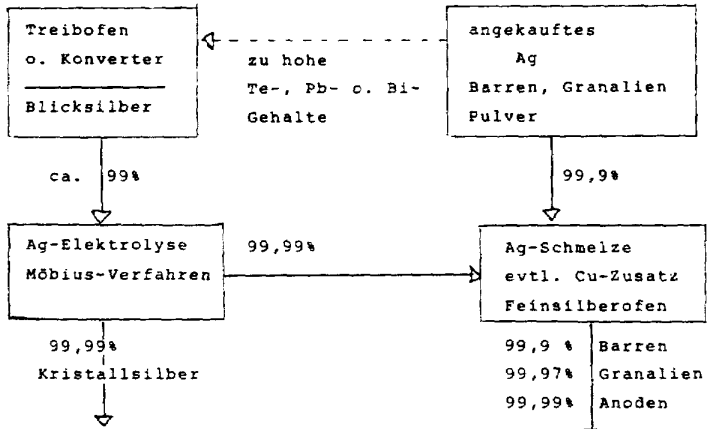 Treibofen
o. Konverter
Blicksilber
zu hohe
Te-, Pb- o. Bi-
Gehalte
angekauftes
Ag
Barren, Granalien
Pulver
ca. 99%
99,9%
Ag-Elektrolyse
Möbius-Verfahren
99,99%
Ag-Schmelze
evtl. Cu-Zusatz
Feinsilberofen
99,99%
Kristallsilber
99,9 % Barren
99,97% Granalien
99,99% Anoden